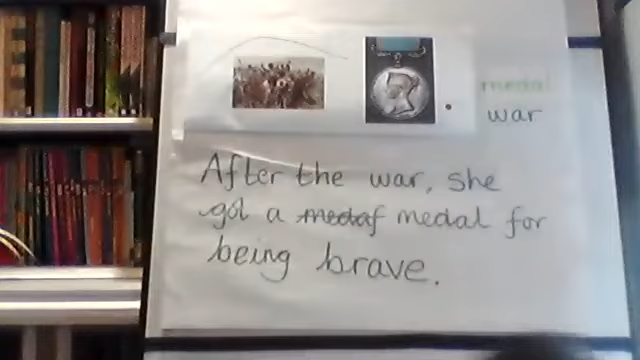 medal
war
After the war, she
got a medaf medal for
being brave.